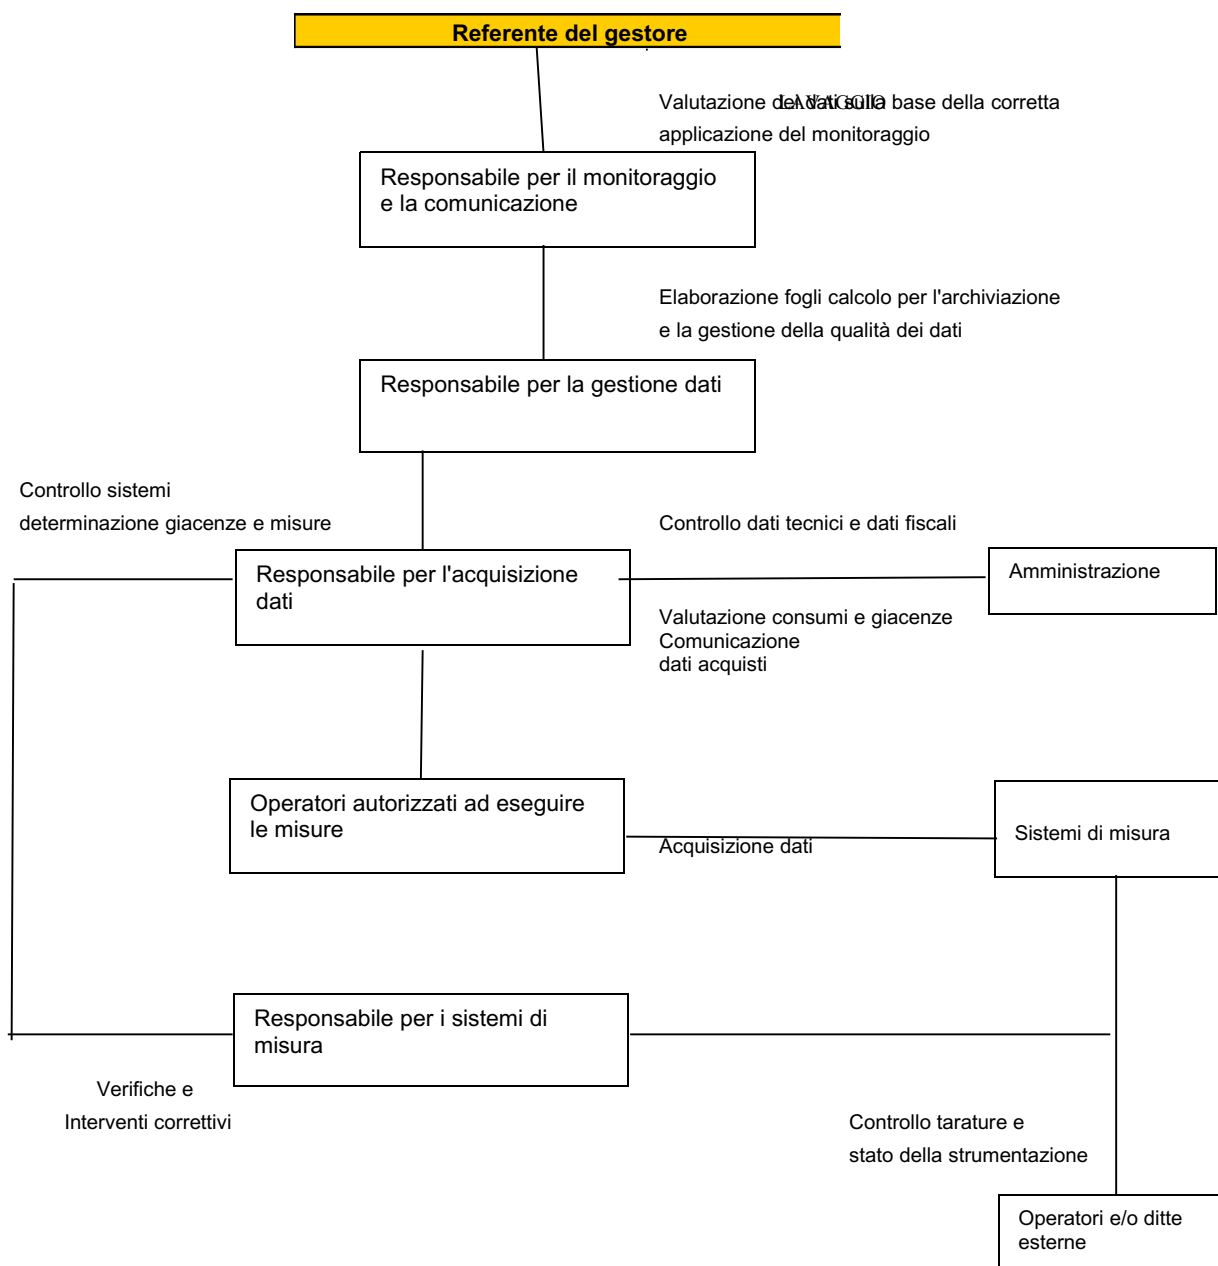 Referente del gestore
Valutazione dei dati sulla base della corretta
LAVAGGIO
applicazione del monitoraggio
Responsabile per il monitoraggio
e la comunicazione
Elaborazione fogli calcolo per l'archiviazione
e la gestione della qualità dei dati
Responsabile per la gestione dati
Controllo sistemi
determinazione giacenze e misure
Controllo dati tecnici e dati fiscali
Responsabile per l'acquisizione
dati
Amministrazione
Valutazione consumi e giacenze
Comunicazione
dati acquisti
Operatori autorizzati ad eseguire
le misure
Acquisizione dati
Sistemi di misura
Responsabile per i sistemi di
misura
Verifiche e
Interventi correttivi
Controllo tarature e
stato della strumentazione
Operatori e/o ditte
esterne